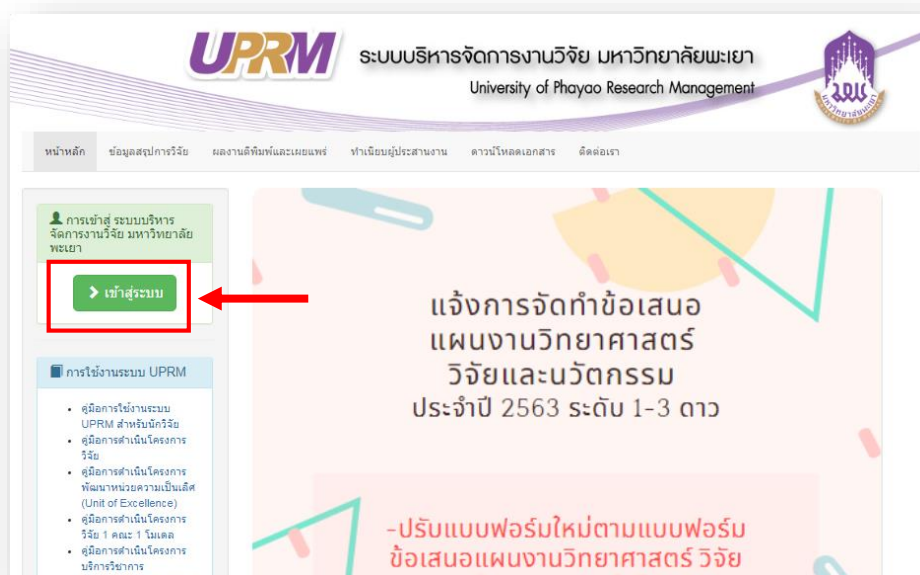 UPRM
ระบบบริหารจัดการงานวิจัย มหาวิทยาลัยพะเยา
University of Phayao Research Management
หน้าหลัก ข้อมูลสรุปการวิจัย ผลงานตีพิมพ์และเผยแพร่ ทำเนียบผู้ประสานงาน ดาวน์โหลดเอกสาร ติดต่อเรา
การเข้าสู่ ระบบบริหาร
จัดการงานวิจัย มหาวิทยาลัย
พะเยา
เข้าสู่ระบบ
การใช้งานระบบ UPRM
คู่มือการใช้งานระบบ
UPRM สำหรับนักวิจัย
คู่มือการดำเนินโครงการ
วิจัย
คู่มือการดำเนินโครงการ
พัฒนาหน่วยความเป็นเลิศ
(Unit of Excellence)
คู่มือการดำเนินโครงการ
วิจัย 1 คณะ 1 โมเดล
คู่มือการดำเนินโครงการ
บริการวิชาการ
แจ้งการจัดทำข้อเสนอ
แผนงานวิทยาศาสตร์
วิจัยและนวัตกรรม
ประจำปี 2563 ระดับ 1-3 ดาว
-ปรับแบบฟอร์มใหม่ตามแบบฟอร์ม
ข้อเสนอแผนงานวิทยาศาสตร์ วิจัย